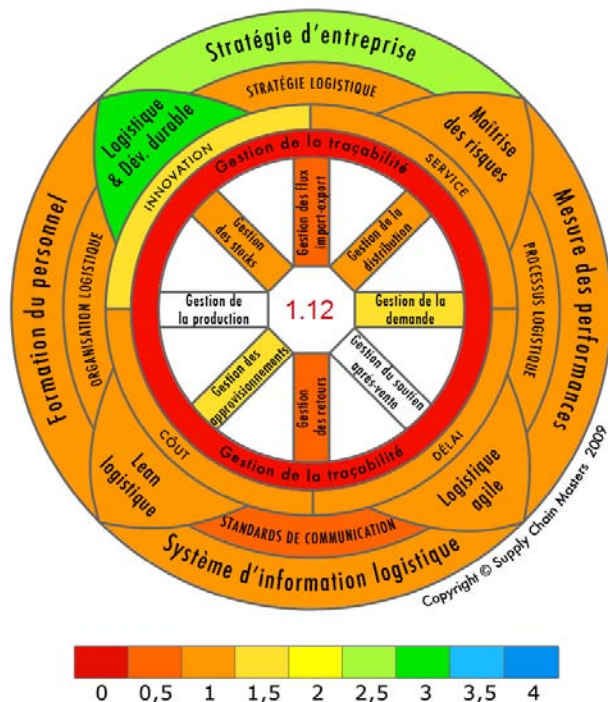 Stratégie d'entreprise
STRATÉGIE LOGISTIQUE
Logistique
& Dév. durable
Maîtrise
des risques
INNOVATION
SERVICE
Gestion de la traçabilité
Formation du personnel
ORGANISATION LOGISTIQUE
Gestion
des stocks
Gestion des flux
import-export
Gestion de la
distribution
Gestion de
la production
1.12
Gestion de la
demande
Gestion des
approvisionnements
Gestion
des retours
Gestion du soutien
aprés-vente
PROCESSUS LOGISTIQUE
Mesure des performances
Gestion de la traçabilité
CÔUT
DÉLAI
Lean
logistique
Logistique
agile
STANDARDS DE COMMUNICATION
Système d'information logistique
Copyright © Supply Chain Masters 2009
0 0,5 1 1,5 2 2,5 3 3,5 4